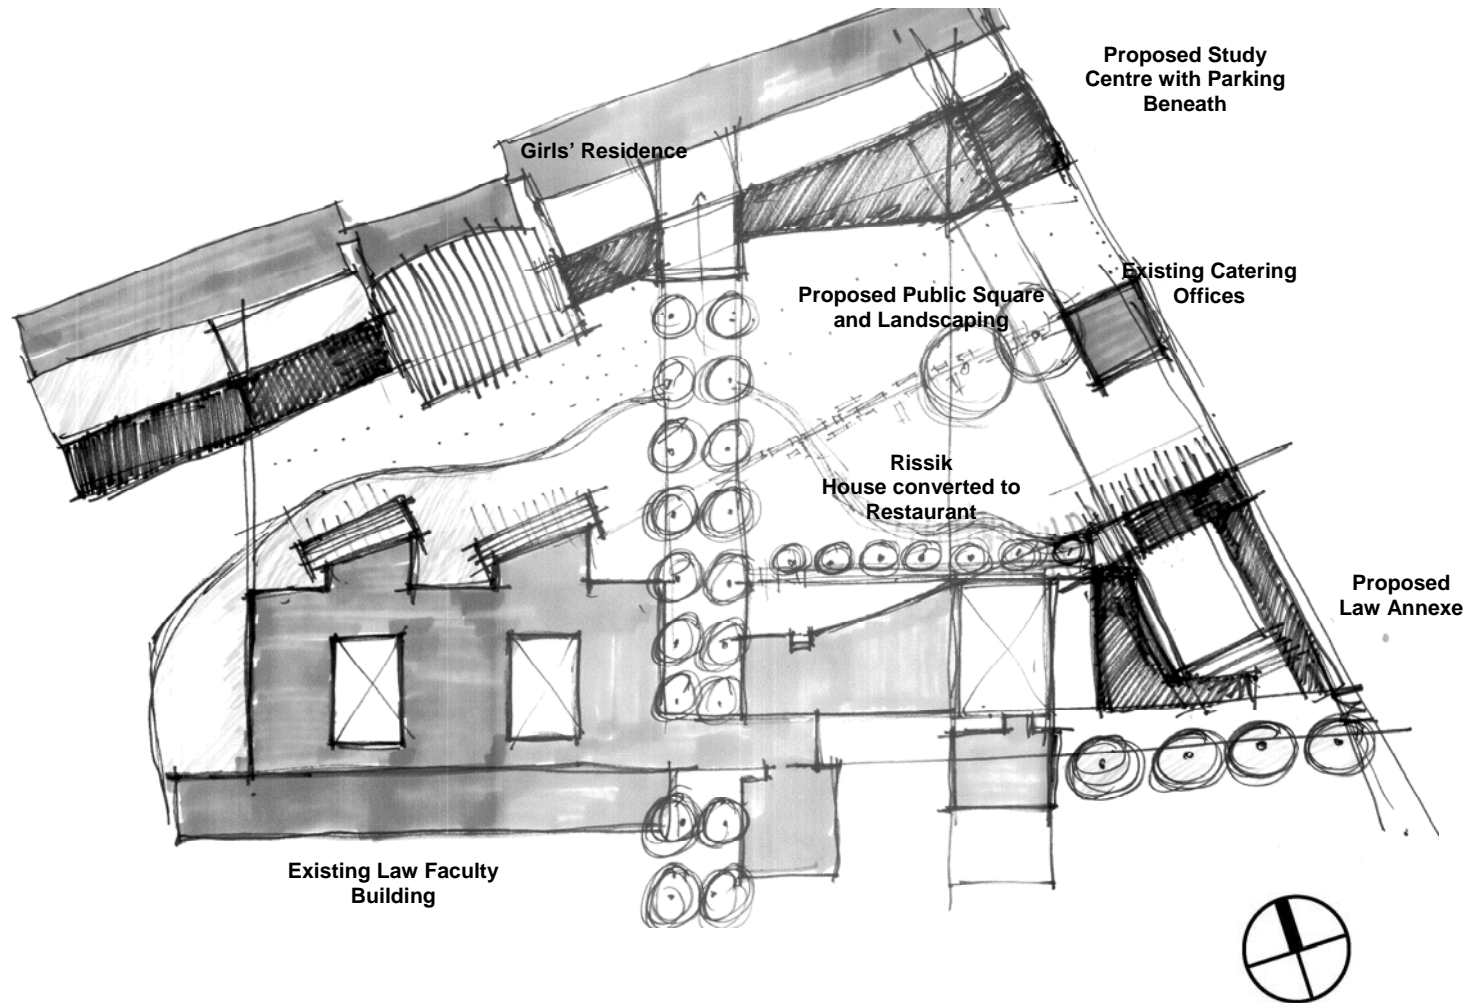 Proposed Study
Centre with Parking
Beneath
Girls’ Residence
Existing Catering
Offices
Proposed Public Square
and Landscaping
Rissik
House converted to
Restaurant
Proposed
Law Annexe
Existing Law Faculty
Building